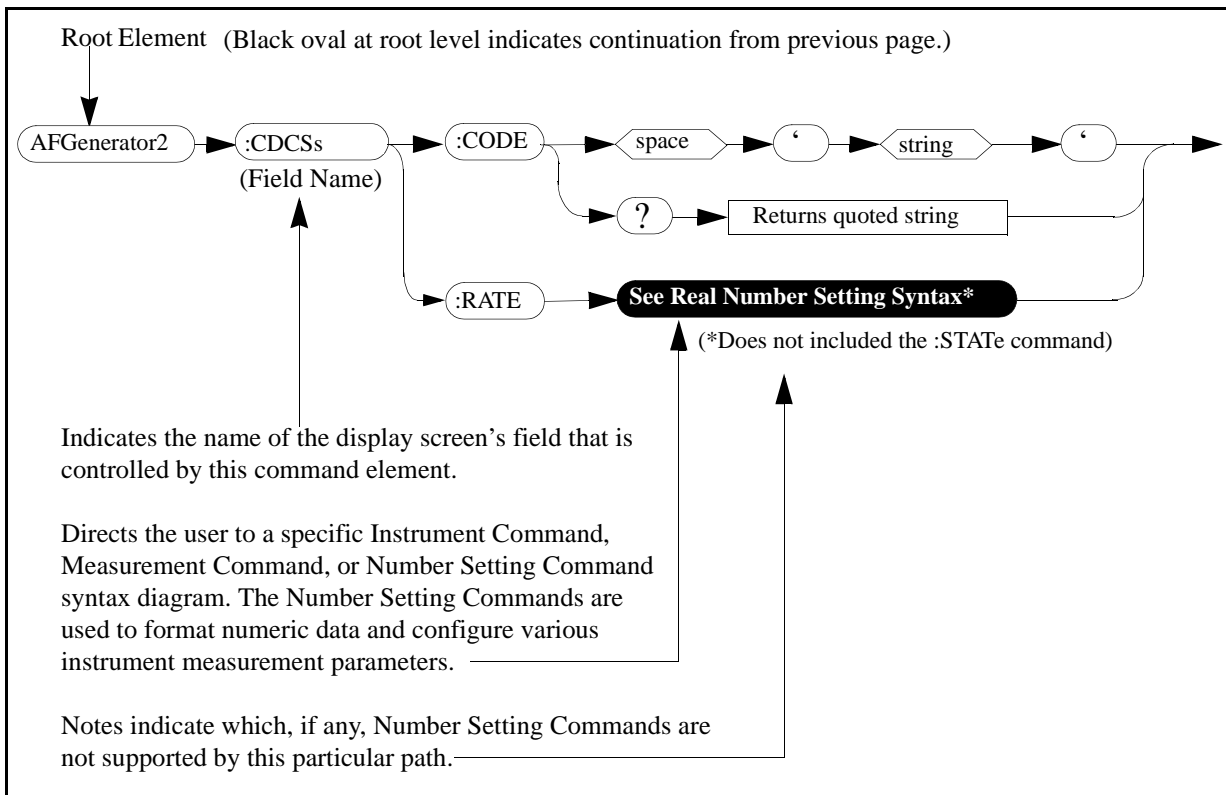 Root Element (Black oval at root level indicates continuation from previous page.)
AFGenerator2 :CDCSs :CODE space ‘ string ‘
(Field Name)
? Returns quoted string
:RATE See Real Number Setting Syntax*
(*Does not included the :STATe command)
Indicates the name of the display screen’s field that is
controlled by this command element.
Directs the user to a specific Instrument Command,
Measurement Command, or Number Setting Command
syntax diagram. The Number Setting Commands are
used to format numeric data and configure various
instrument measurement parameters.
Notes indicate which, if any, Number Setting Commands are
not supported by this particular path.